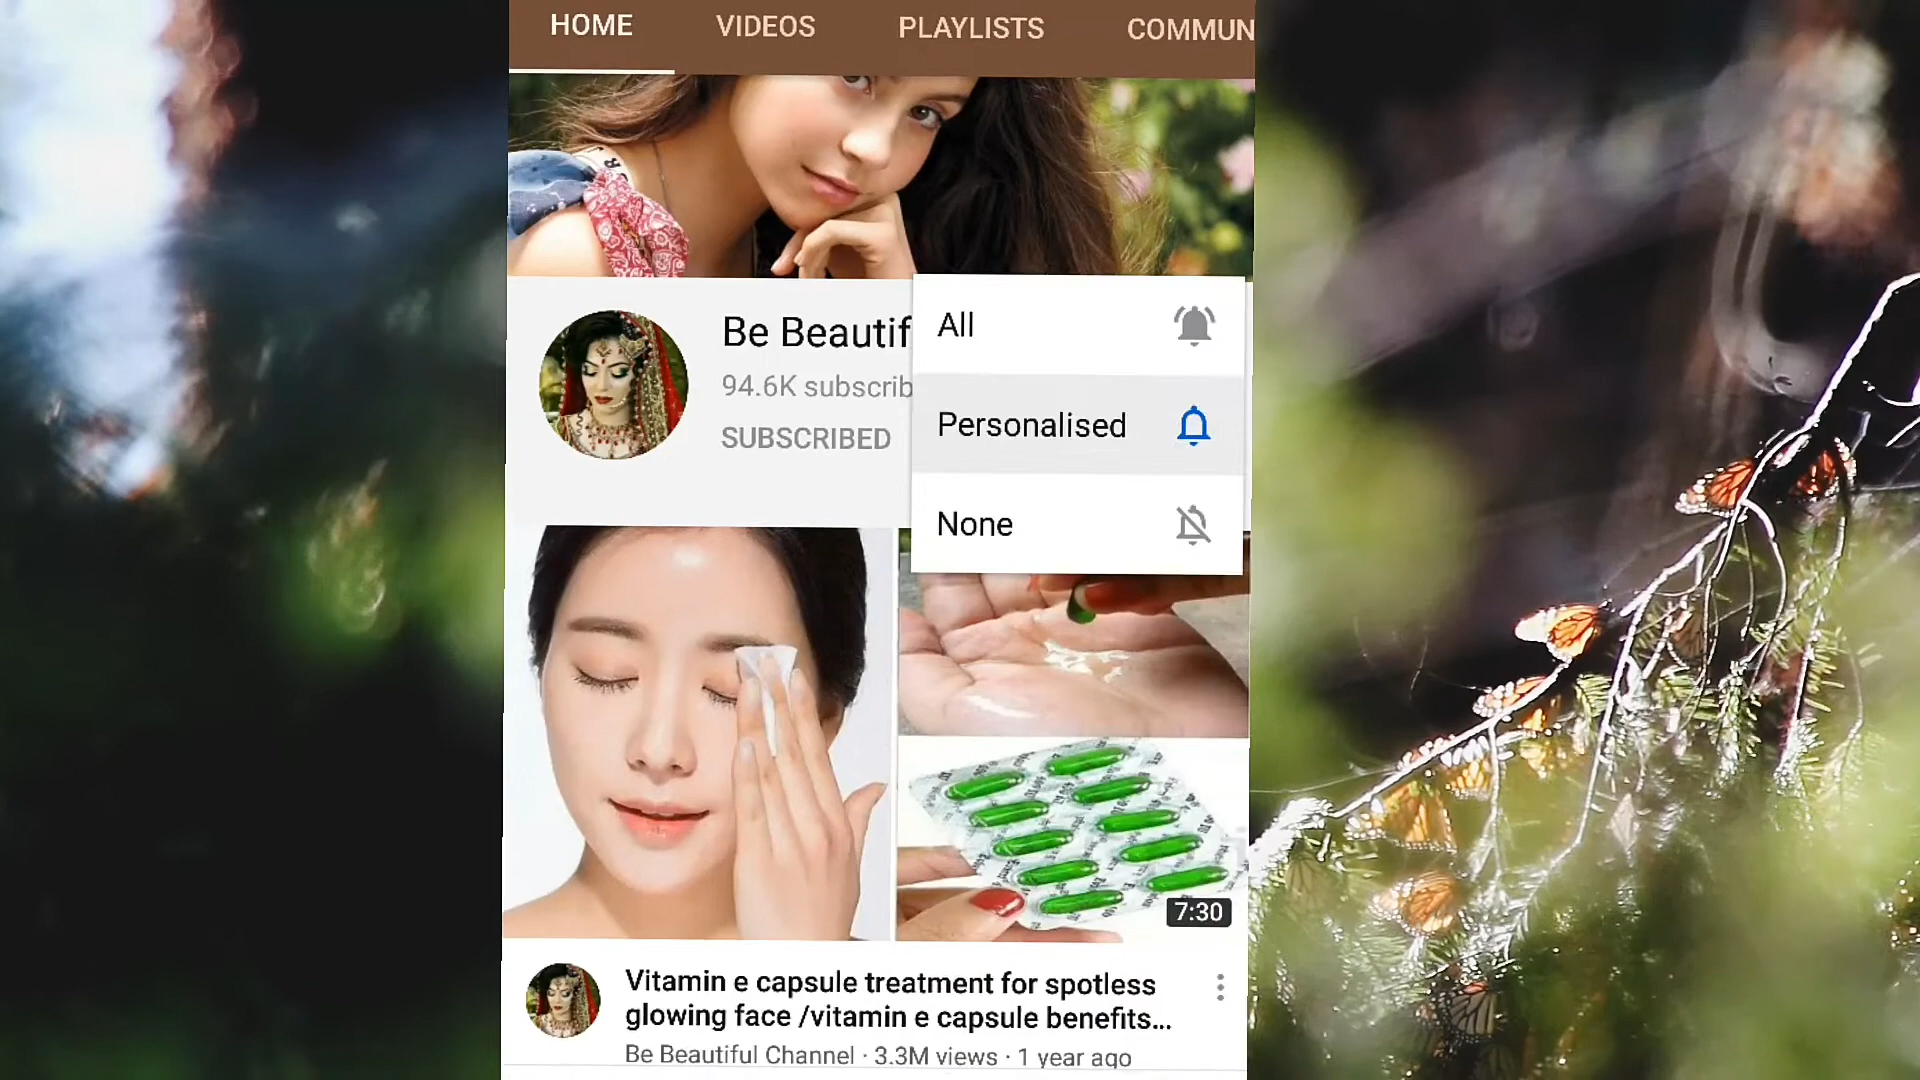 HOME VIDEOS PLAYLISTS COMMUN
Be Beautif
94.6K subscrib
SUBSCRIBED
All
Personalised
None
7:30
Vitamin e capsule treatment for spotless
glowing face /vitamin e capsule benefits...
Be Beautiful Channel · 3.3M views · 1 year ago